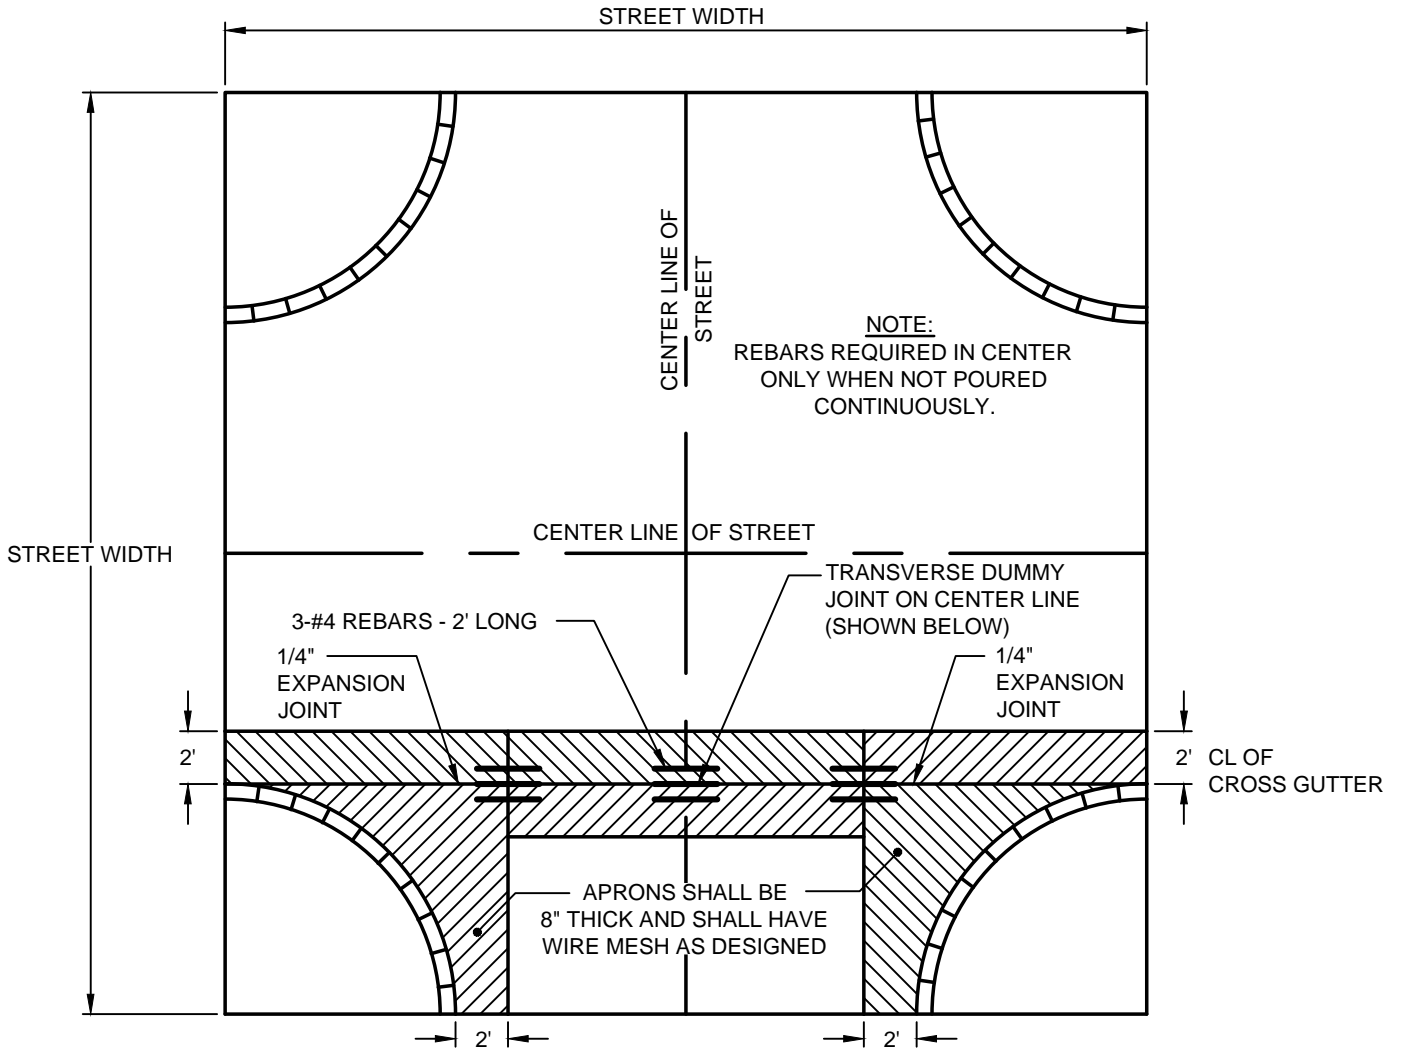 STREET WIDTH
STREET WIDTH
CENTER LINE OF
STREET
NOTE:
REBARS REQUIRED IN CENTER
ONLY WHEN NOT POURED
CONTINUOUSLY.
CENTER LINE OF STREET
TRANSVERSE DUMMY
JOINT ON CENTER LINE
(SHOWN BELOW)
3-#4 REBARS - 2' LONG
1/4"
EXPANSION
JOINT
1/4"
EXPANSION
JOINT
2'
2'
CL OF
CROSS GUTTER
APRONS SHALL BE
8" THICK AND SHALL HAVE
WIRE MESH AS DESIGNED
2'
2'